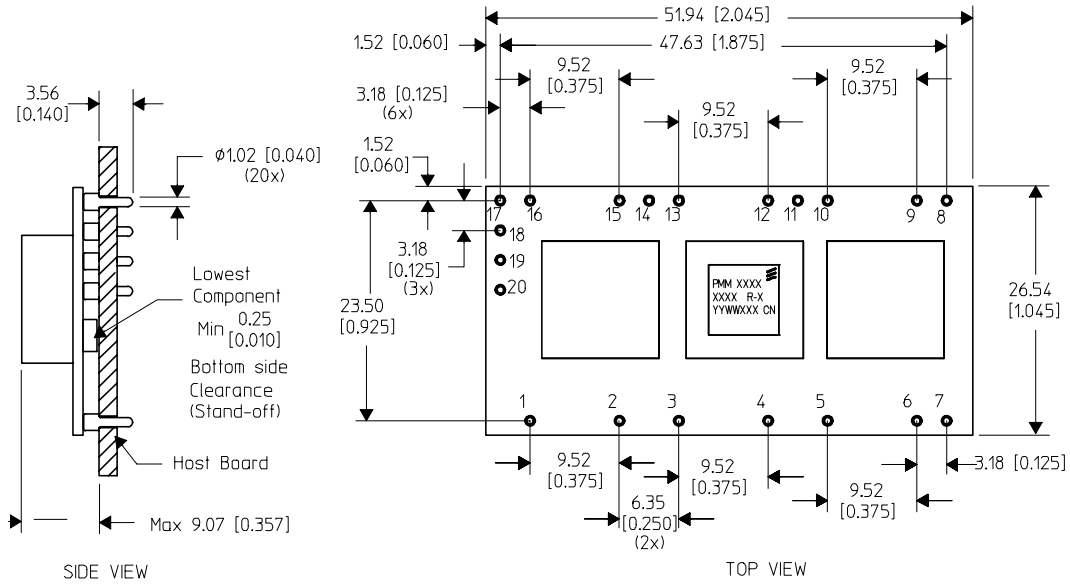 51.94 [2.045]
1.52 [0.060]
47.63 [1.875]
9.52
[0.375]
9.52
[0.375]
3.56
[0.140]
3.18 [0.125]
(6x)
9.52
[0.375]
Ø1.02 [0.040]
(20x)
1.52
[0.060]
17
16
15
14
13
12
11
10
9
8
18
19
20
3.18
[0.125]
(3x)
Lowest
Component
Min 0.25
[0.010]
Bottom side
Clearance
(Stand-off)
23.50
[0.925]
PMM XXXX
XXXX R-X
YYWWXXX CN
26.54
[1.045]
1
2
3
4
5
6
7
Host Board
9.52
[0.375]
9.52
[0.375]
3.18 [0.125]
6.35
[0.250]
(2x)
9.52
[0.375]
Max 9.07 [0.357]
SIDE VIEW
TOP VIEW